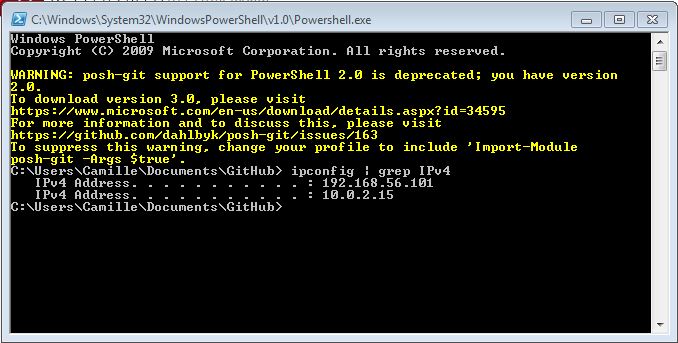 C:\Windows\System32\WindowsPowerShell\v1.0\Powershell.exe
Windows PowerShell
Copyright (C) 2009 Microsoft Corporation. All rights reserved.
WARNING: posh-git support for PowerShell 2.0 is deprecated; you have version
2.0.
To download version 3.0, please visit
https://www.microsoft.com/en-us/download/details.aspx?id=34595
For more information and to discuss this, please visit
https://github.com/dahlbyk/posh-git/issues/163
To suppress this warning, change your profile to include 'Import-Module
posh-git -Args $true'.
C:\Users\Camille\Documents\GitHub> ipconfig | grep IPv4
   IPv4 Address. . . . . . . . . . . : 192.168.56.101
   IPv4 Address. . . . . . . . . . . : 10.0.2.15
C:\Users\Camille\Documents\GitHub>